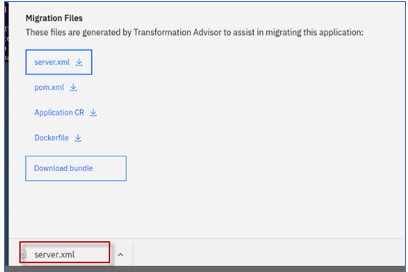 Migration Files
These files are generated by Transformation Advisor to assist in migrating this application:
server.xml
pom.xml
Application CR
Dockerfile
Download bundle
server.xml